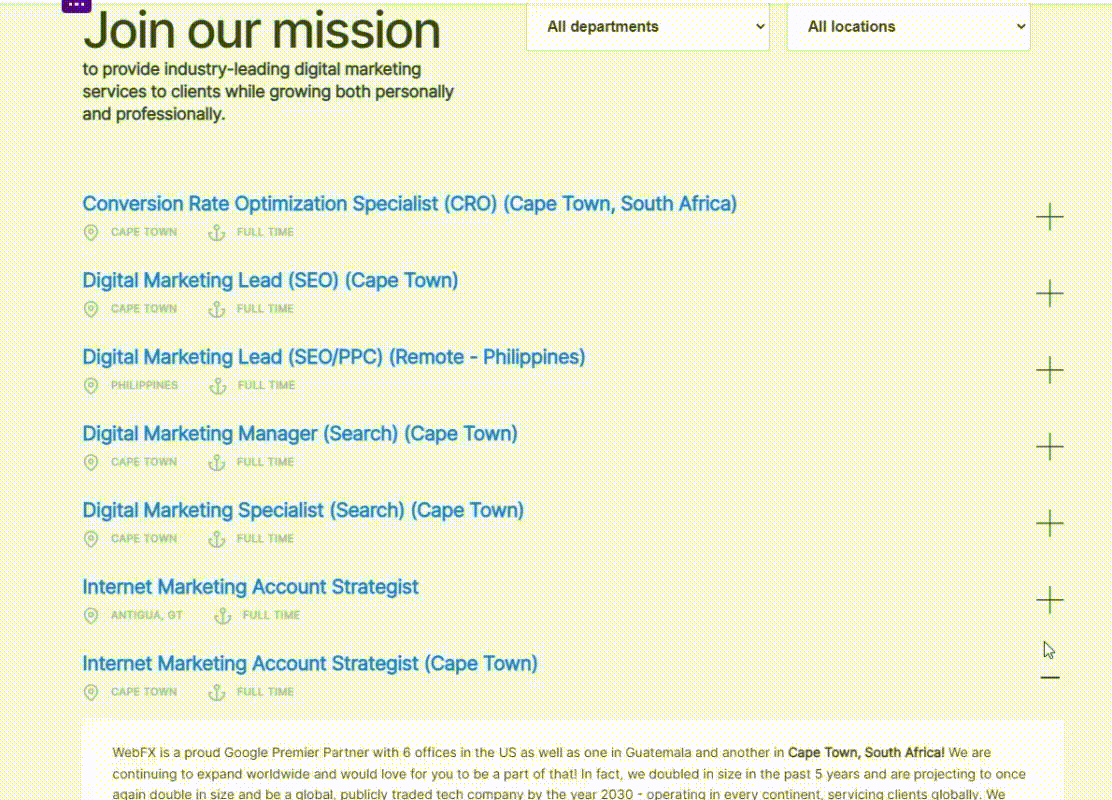 Join our mission
All departments
All locations
to provide industry-leading digital marketing
services to clients while growing both personally
and professionally.
Conversion Rate Optimization Specialist (CRO) (Cape Town, South Africa)
CAPE TOWN FULL TIME
Digital Marketing Lead (SEO) (Cape Town)
CAPE TOWN FULL TIME
Digital Marketing Lead (SEO/PPC) (Remote - Philippines)
PHILIPPINES FULL TIME
Digital Marketing Manager (Search) (Cape Town)
CAPE TOWN FULL TIME
Digital Marketing Specialist (Search) (Cape Town)
CAPE TOWN FULL TIME
Internet Marketing Account Strategist
ANTIGUA, GT FULL TIME
Internet Marketing Account Strategist (Cape Town)
CAPE TOWN FULL TIME
WebFX is a proud Google Premier Partner with 6 offices in the US as well as one in Guatemala and another in Cape Town, South Africa! We are
continuing to expand worldwide and would love for you to be a part of that! In fact, we doubled in size in the past 5 years and are projecting to once
again double in size and be a global, publicly traded tech company by the year 2030 - operating in every continent, servicing clients globally. We